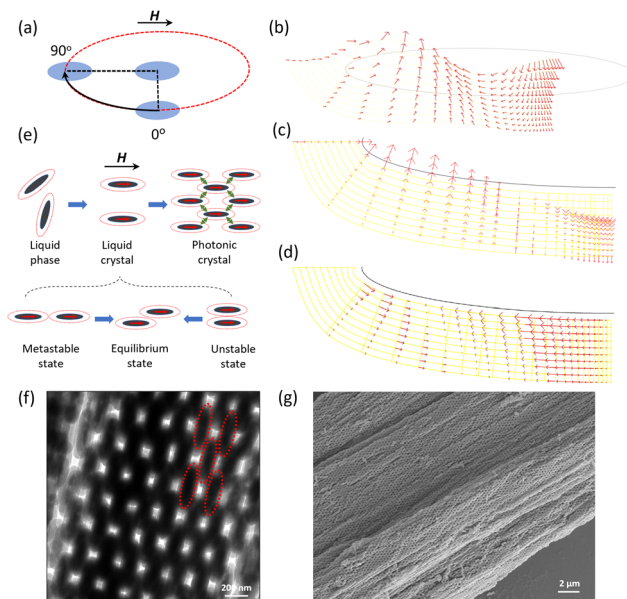 (a)
H
90°
0°
(b)
(c)
(d)
(e)
H
Liquid
phase
Liquid
crystal
Photonic
crystal
Metastable
state
Equilibrium
state
Unstable
state
(f)
200 nm
(g)
2 μm